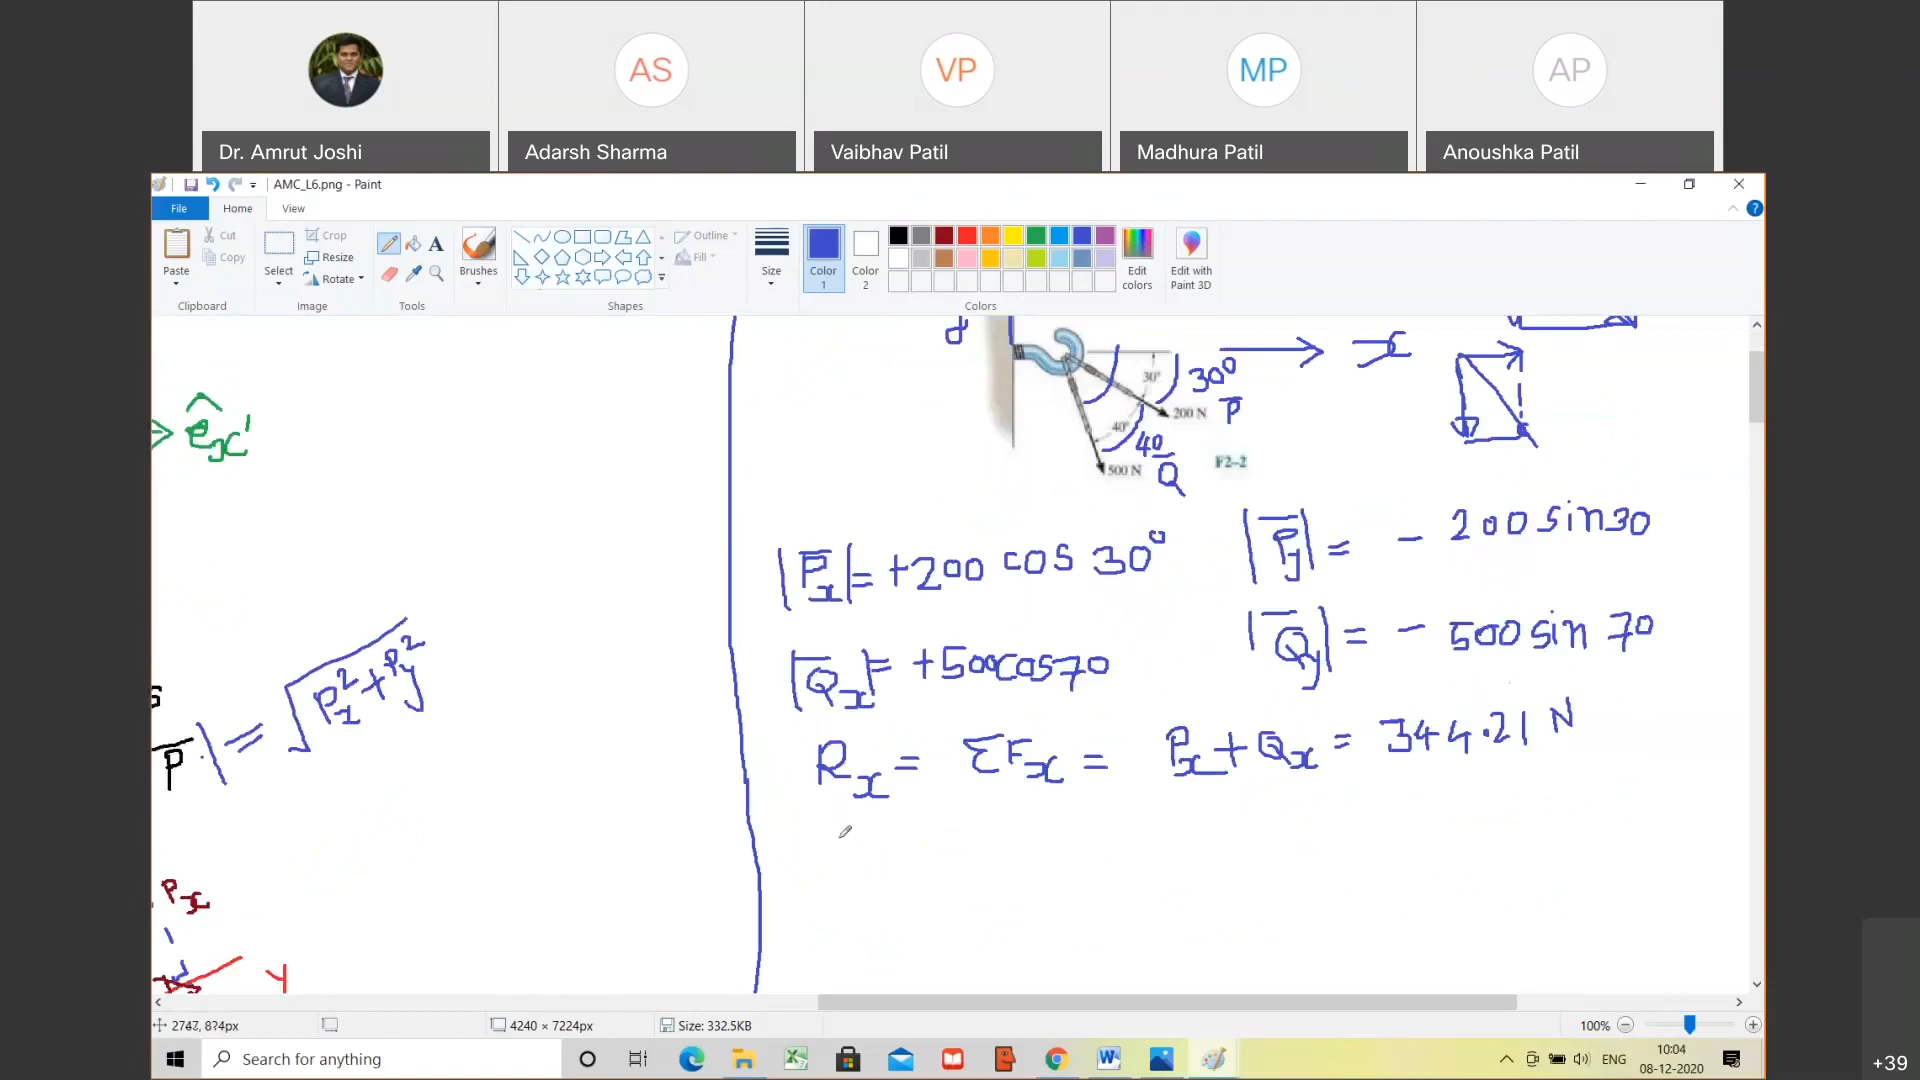 AS
VP
MP
AP
Dr. Amrut Joshi
Adarsh Sharma
Vaibhav Patil
Madhura Patil
Anoushka Patil
AMC_L6.png - Paint
File
Home
View
Paste
Cut
Copy
Clipboard
Select
Crop
Resize
Rotate
Image
Tools
Brushes
Outline
Fill
Shapes
Size
Color 1
Color 2
Edit colors
Edit with Paint 3D
Colors
30°
200 N
40°
500 N
F2–2
30°
P̅
40
Q
x
ê x'
|P̅x| = +200 cos 30°
|P̅y| = - 200 sin30
|Q̅x| = +500cos70
|Q̅y| = - 500 sin 70
Rx = ΣFx = Px + Qx = 344.21 N
P̅| = √Px² + Py²
Px
y
2747, 874px
4240 × 7224px
Size: 332.5KB
100%
Search for anything
ENG
10:04
08-12-2020
+39